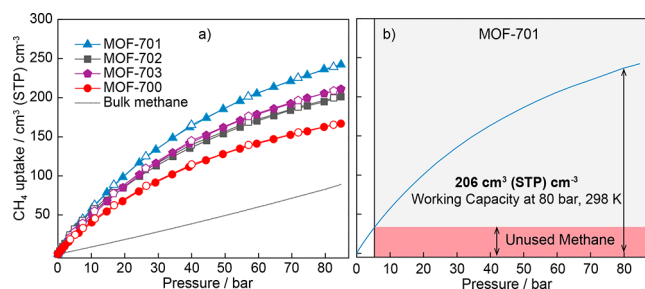 CH₄ uptake / cm³ (STP) cm⁻³
300
250
200
150
100
50
a)
MOF-701
MOF-702
MOF-703
MOF-700
Bulk methane
0 10 20 30 40 50 60 70 80
Pressure / bar
b)
MOF-701
206 cm³ (STP) cm⁻³
Working Capacity at 80 bar, 298 K
Unused Methane
0 10 20 30 40 50 60 70 80
Pressure / bar